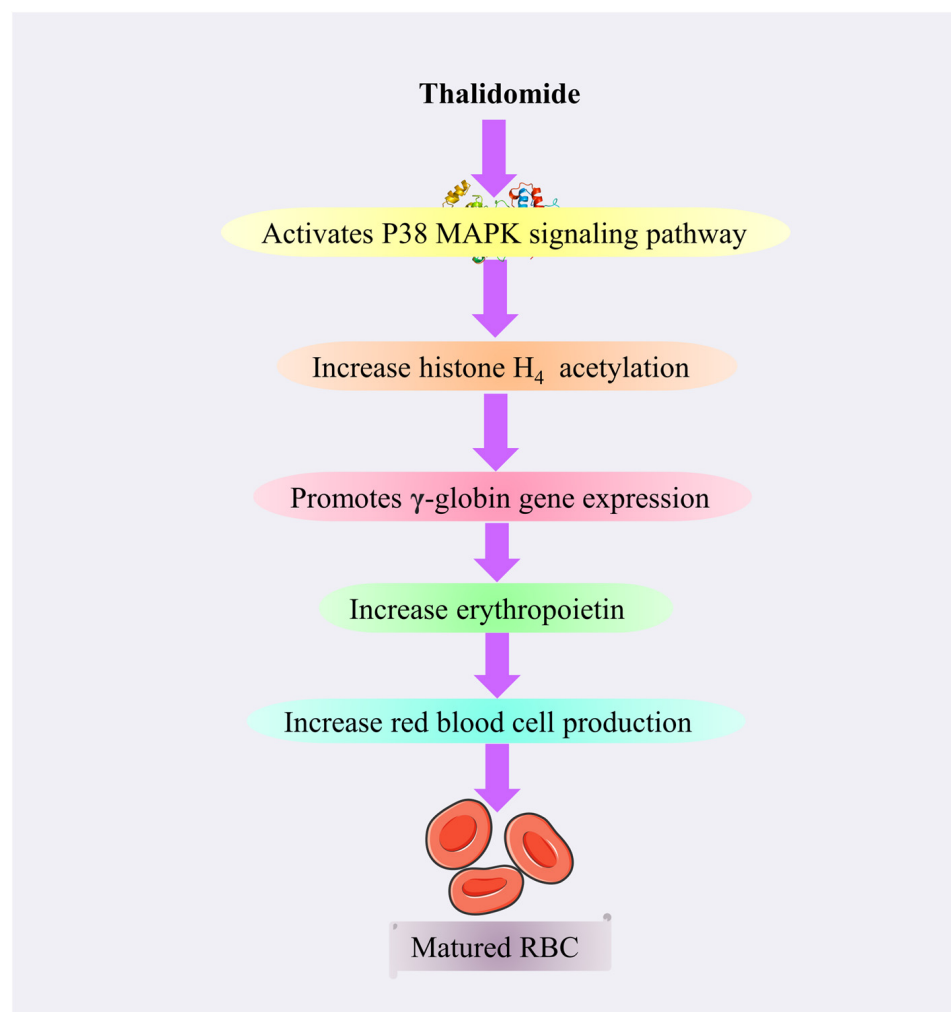 Thalidomide
Activates P38 MAPK signaling pathway
Increase histone H₄ acetylation
Promotes γ-globin gene expression
Increase erythropoietin
Increase red blood cell production
Matured RBC